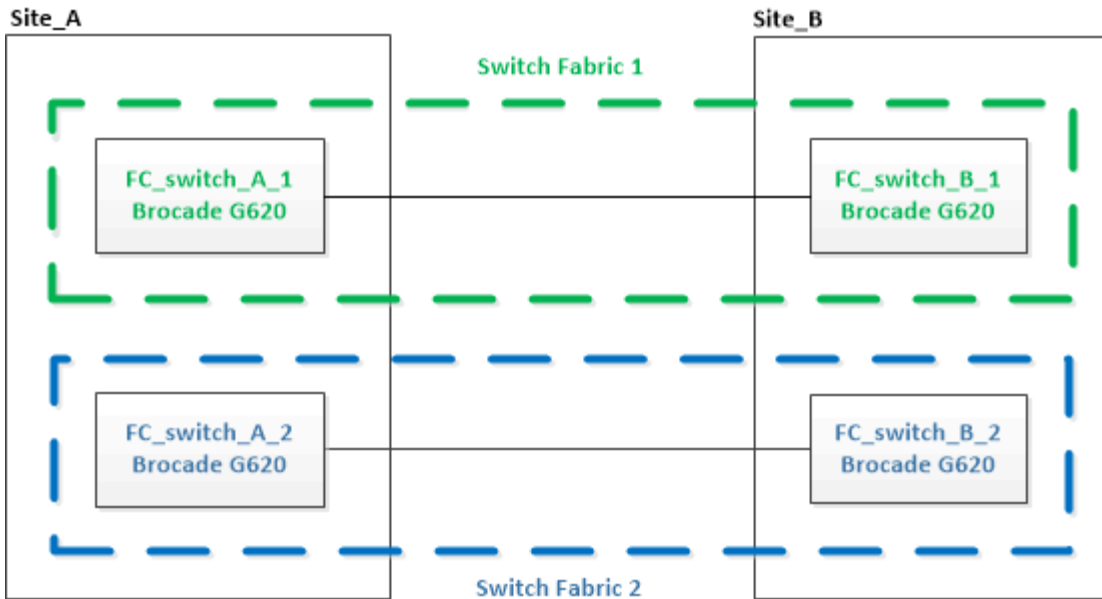 Site_A
Site_B
Switch Fabric 1
FC_switch_A_1
Brocade G620
FC_switch_B_1
Brocade G620
FC_switch_A_2
Brocade G620
FC_switch_B_2
Brocade G620
Switch Fabric 2